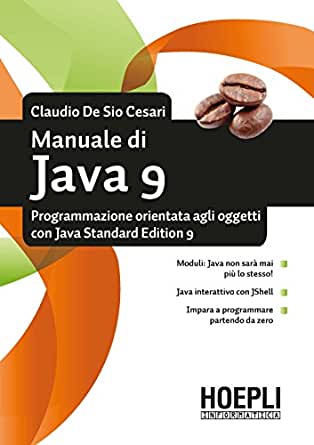 Claudio De Sio Cesari
Manuale di
Java 9
Programmazione orientata agli oggetti
con Java Standard Edition 9
Moduli: Java non sarà mai
più lo stesso!
Java interattivo con JShell
Impara a programmare
partendo da zero
HOEPLI
INFORMATICA